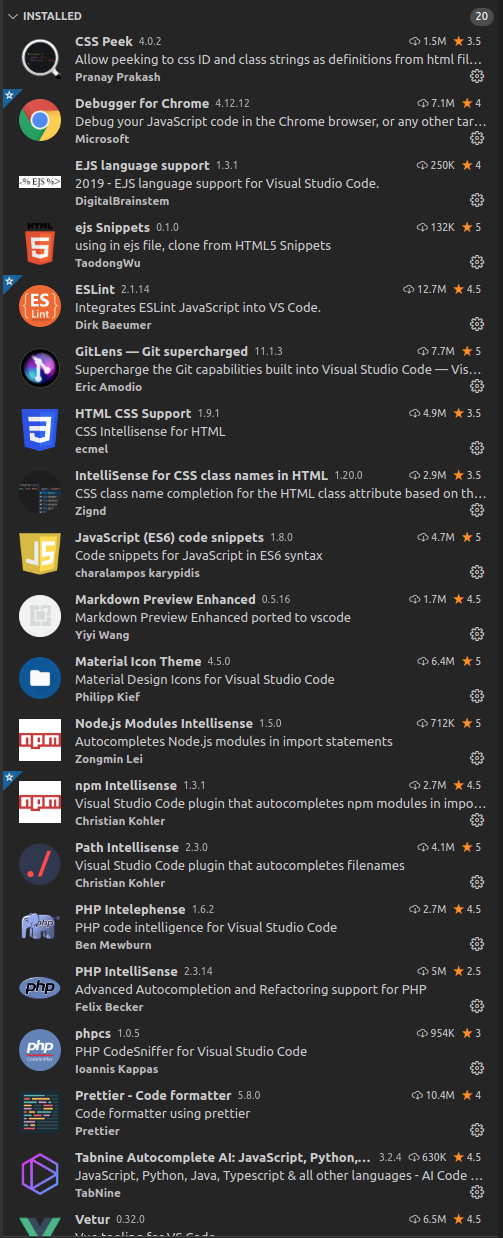 INSTALLED 20
CSS Peek 4.0.2 1.5M 3.5
Allow peeking to css ID and class strings as definitions from html fil...
Pranay Prakash
Debugger for Chrome 4.12.12 7.1M 4
Debug your JavaScript code in the Chrome browser, or any other tar...
Microsoft
EJS language support 1.3.1 250K 4
<% EJS %>
2019 - EJS language support for Visual Studio Code.
DigitalBrainstem
HTML
5
ejs Snippets 0.1.0 132K 5
using in ejs file, clone from HTML5 Snippets
TaodongWu
ES
Lint
ESLint 2.1.14 12.7M 4.5
Integrates ESLint JavaScript into VS Code.
Dirk Baeumer
GitLens — Git supercharged 11.1.3 7.7M 5
Supercharge the Git capabilities built into Visual Studio Code — Vis...
Eric Amodio
3
HTML CSS Support 1.9.1 4.9M 3.5
CSS Intellisense for HTML
ecmel
IntelliSense for CSS class names in HTML 1.20.0 2.9M 3.5
CSS class name completion for the HTML class attribute based on th...
Zignd
JS
JavaScript (ES6) code snippets 1.8.0 4.7M 5
Code snippets for JavaScript in ES6 syntax
charalampos karypidis
Markdown Preview Enhanced 0.5.16 1.7M 4.5
Markdown Preview Enhanced ported to vscode
Yiyi Wang
Material Icon Theme 4.5.0 6.4M 5
Material Design Icons for Visual Studio Code
Philipp Kief
npm
Node.js Modules Intellisense 1.5.0 712K 5
Autocompletes Node.js modules in import statements
Zongmin Lei
npm
npm Intellisense 1.3.1 2.7M 4.5
Visual Studio Code plugin that autocompletes npm modules in impo...
Christian Kohler
./
Path Intellisense 2.3.0 4.1M 5
Visual Studio Code plugin that autocompletes filenames
Christian Kohler
php
PHP Intelephense 1.6.2 2.7M 4.5
PHP code intelligence for Visual Studio Code
Ben Mewburn
php
PHP IntelliSense 2.3.14 5M 2.5
Advanced Autocompletion and Refactoring support for PHP
Felix Becker
php
CodeSniffer
phpcs 1.0.5 954K 3
PHP CodeSniffer for Visual Studio Code
Ioannis Kappas
Prettier - Code formatter 5.8.0 10.4M 4
Code formatter using prettier
Prettier
Tabnine Autocomplete AI: JavaScript, Python,... 3.2.4 630K 4.5
JavaScript, Python, Java, Typescript & all other languages - AI Code ...
TabNine
Vetur 0.32.0 6.5M 4.5
Vue tooling for VS Code